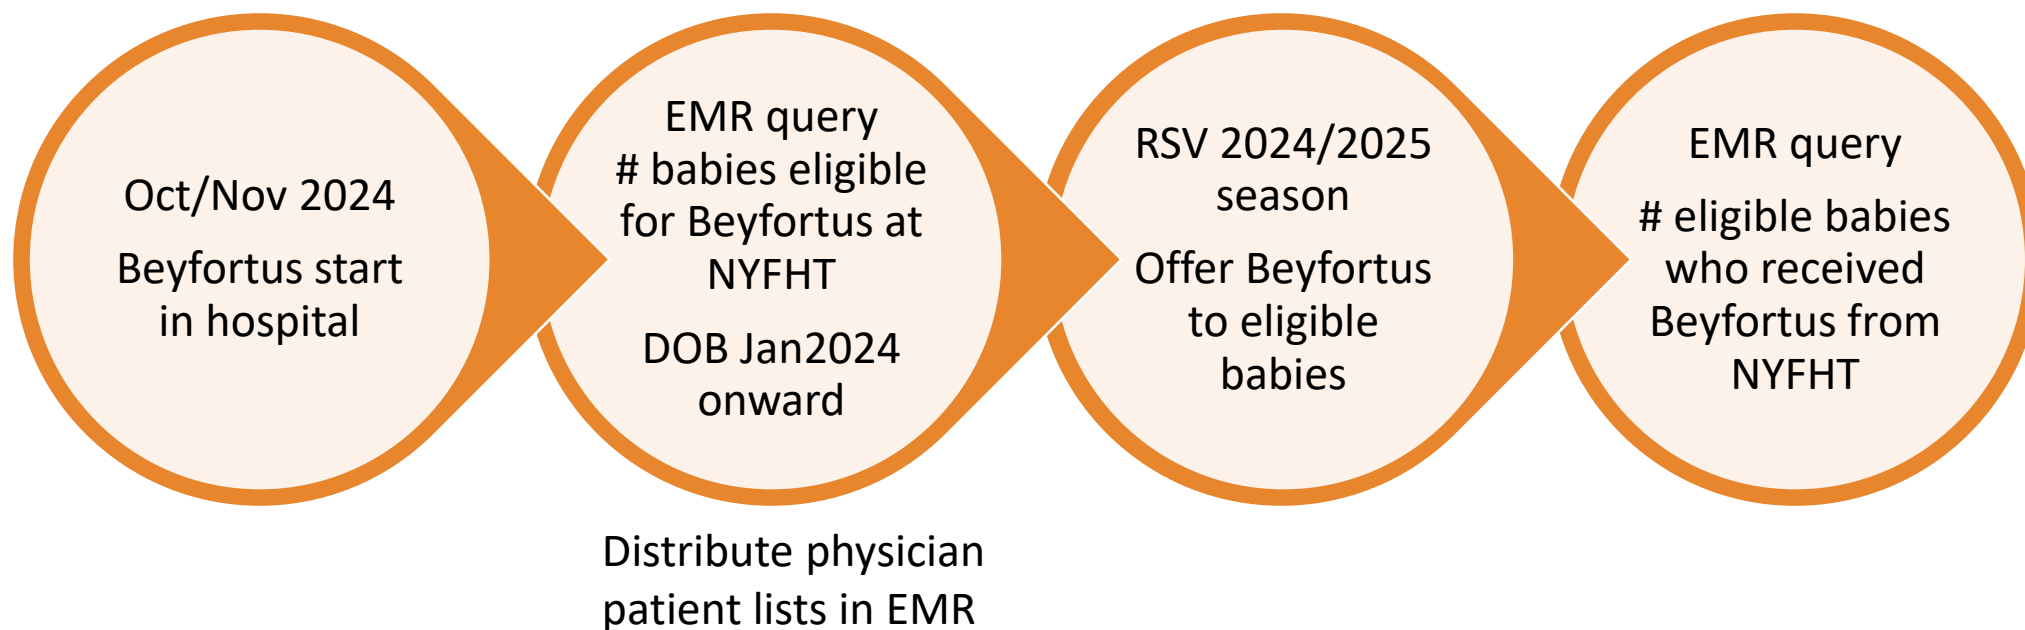 Oct/Nov 2024
Beyfortus start
in hospital
EMR query
# babies eligible
for Beyfortus at
NYFHT
DOB Jan2024
onward
Distribute physician
patient lists in EMR
RSV 2024/2025
season
Offer Beyfortus
to eligible
babies
EMR query
# eligible babies
who received
Beyfortus from
NYFHT